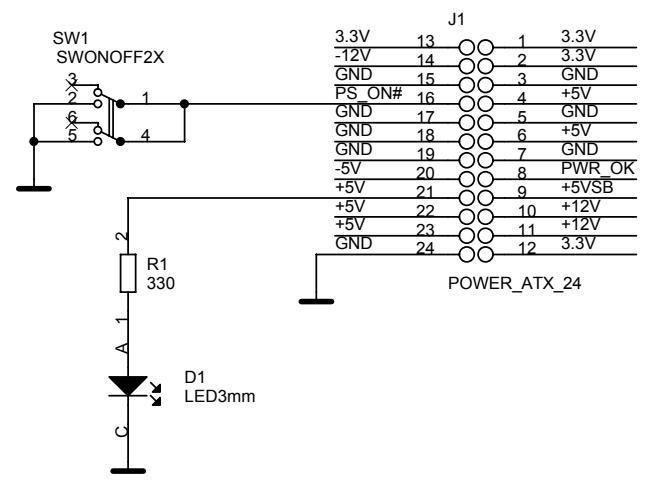 J1
SW1
SWONOFF2X
3
2
1
6
5
4
3.3V 13 1 3.3V
-12V 14 2 3.3V
GND 15 3 GND
PS_ON# 16 4 +5V
GND 17 5 GND
GND 18 6 +5V
GND 19 7 GND
-5V 20 8 PWR_OK
+5V 21 9 +5VSB
+5V 22 10 +12V
+5V 23 11 +12V
GND 24 12 3.3V
POWER_ATX_24
2
R1
330
1
A
D1
LED3mm
C